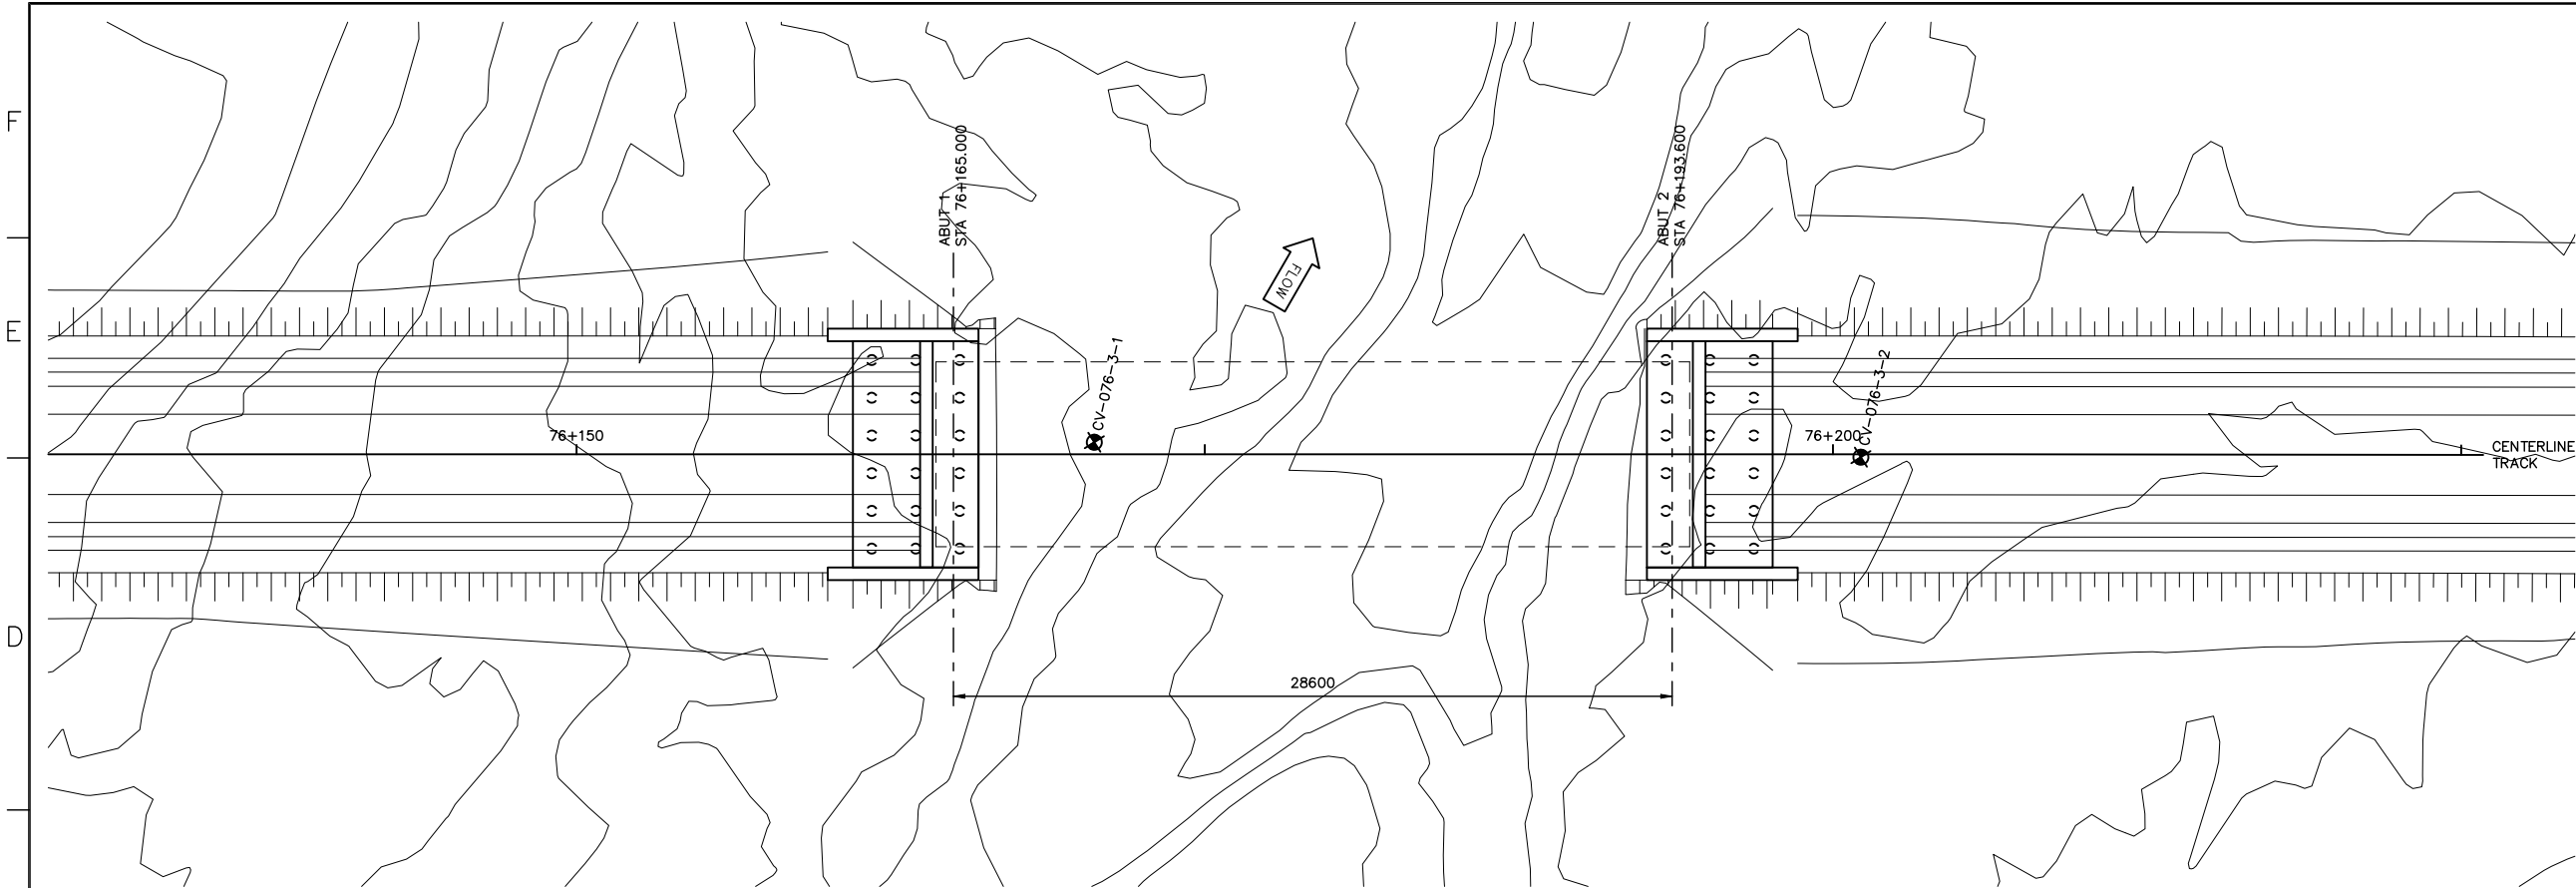 F
ABUT 1
STA 76+165.000
ABUT 2
STA 76+193.600
FLOW
E
CV-076-3-1
CV-076-3-2
76+150
76+200
CENTERLINE
TRACK
D
28600